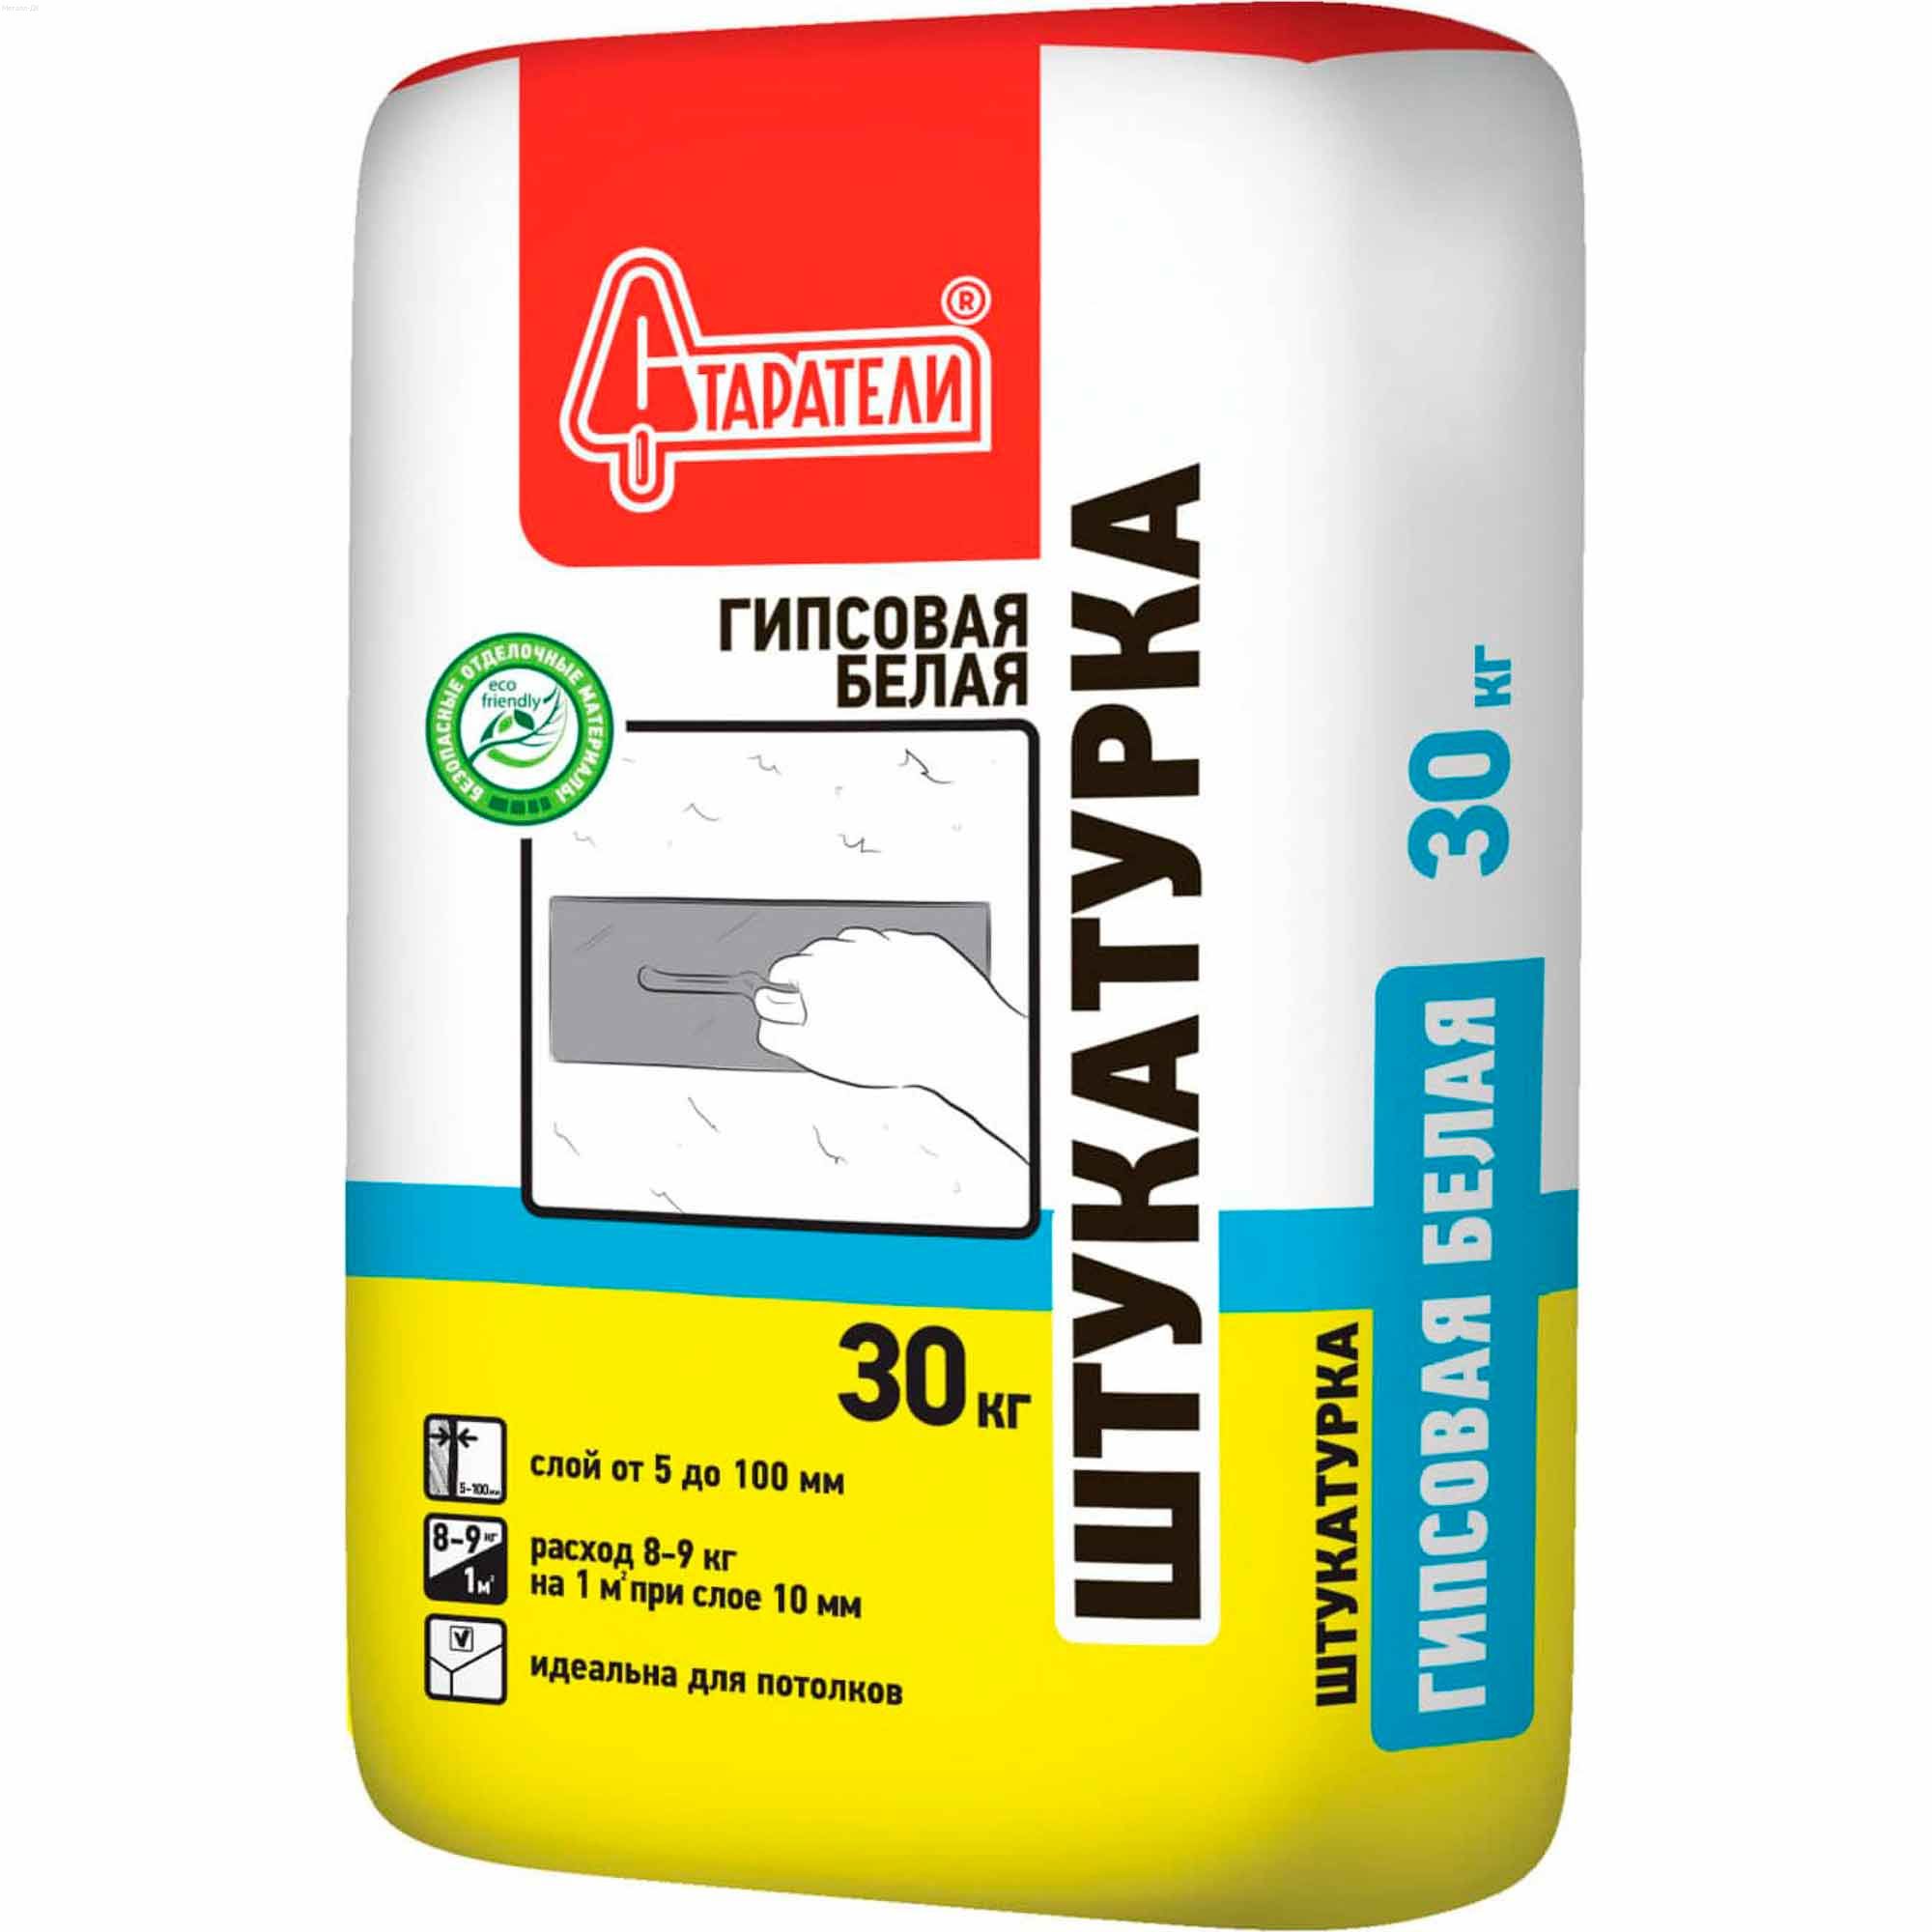 СТАРАТЕЛИ
®
ГИПСОВАЯ
БЕЛАЯ
БЕЗОПАСНЫЕ ОТДЕЛОЧНЫЕ МАТЕРИАЛЫ
eco
friendly
ШТУКАТУРКА
30 кг
5-100мм
слой от 5 до 100 мм
8-9 кг
1м²
расход 8-9 кг
на 1 м² при слое 10 мм
идеальна для потолков
ШТУКАТУРКА
ГИПСОВАЯ БЕЛАЯ
30 кг